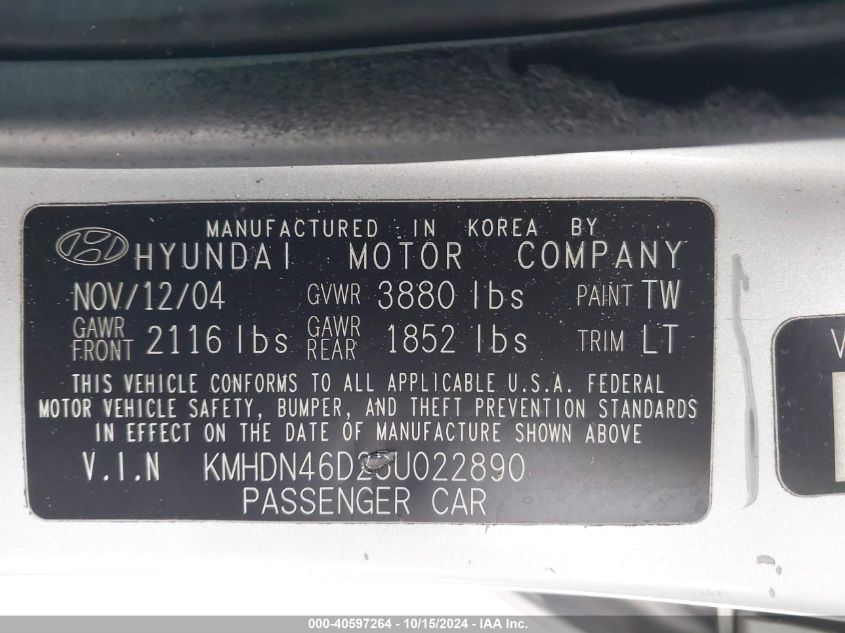 MANUFACTURED IN KOREA BY
HYUNDAI MOTOR COMPANY
NOV/12/04 GVWR 3880 lbs PAINT TW
GAWR FRONT 2116 lbs GAWR REAR 1852 lbs TRIM LT
THIS VEHICLE CONFORMS TO ALL APPLICABLE U.S.A. FEDERAL
MOTOR VEHICLE SAFETY, BUMPER, AND THEFT PREVENTION STANDARDS
IN EFFECT ON THE DATE OF MANUFACTURE SHOWN ABOVE
V.I.N
PASSENGER CAR
V
000-40597264 - 10/15/2024 - IAA Inc.